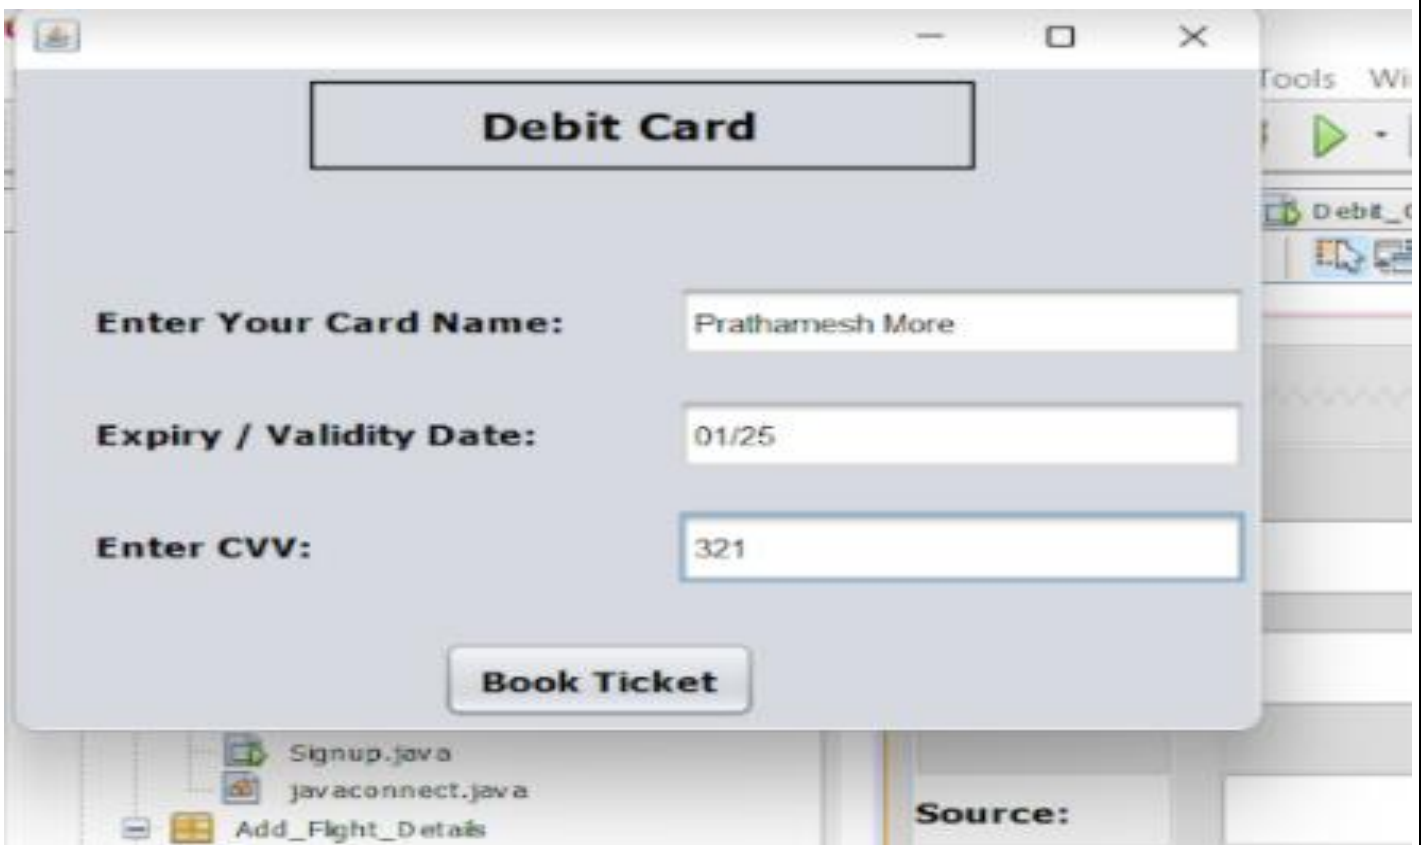 Debit Card
Tools
Enter Your Card Name: Prathamesh More
Expiry / Validity Date: 01/25
Enter CVV: 321
Book Ticket
Signup.java
javaconnect.java
Add_Flight_Details
Source: